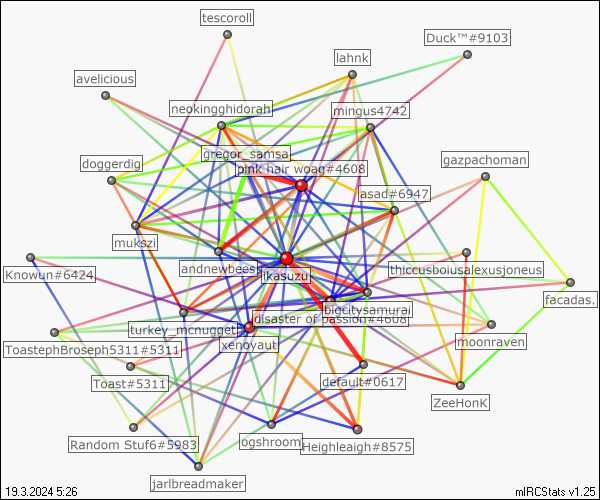 tescoroll
Duck™#9103
lahnk
avelicious
neokingghidorah
mingus4742
gregor_samsa
gazpachoman
doggerdig
pink hair woag#4608
asad#6947
mukszi
andnewbees
thiccusboiusalexusjoneus
Knowun#6424
ikasuzu
facadas.
bigcitysamurai
disaster of passion#4608
turkey_mcnuggets
xenoyaut
moonraven
ToastephBroseph5311#5311
Toast#5311
default#0617
ZeeHonK
Random Stuf6#5983
ogshroom
Heighleigh#8575
jarlbreadmaker
19.3.2024 5:26
mIRCStats v1.25